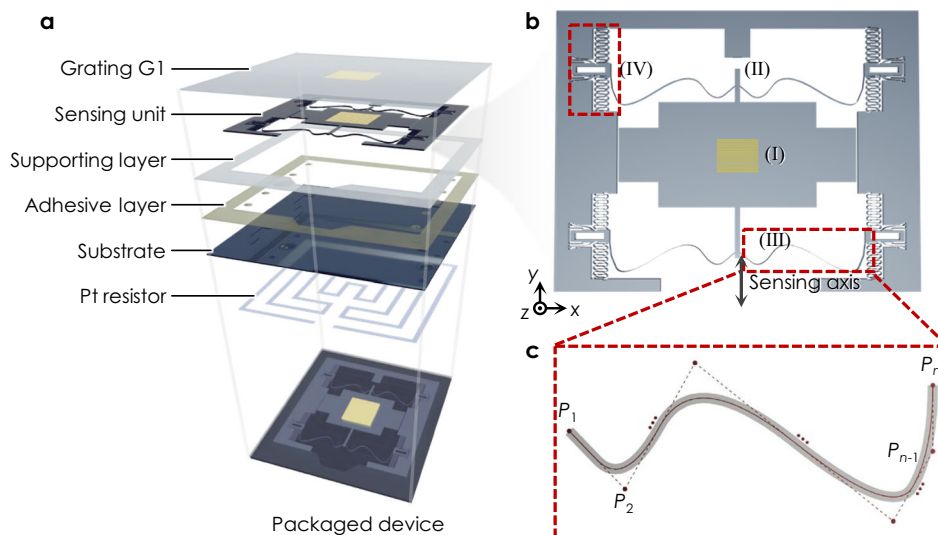 a
Grating G1
Sensing unit
Supporting layer
Adhesive layer
Substrate
Pt resistor
Packaged device
b
(IV)
(II)
(I)
(III)
y
z
x
Sensing axis
c
P1
P2
Pn-1
Pn